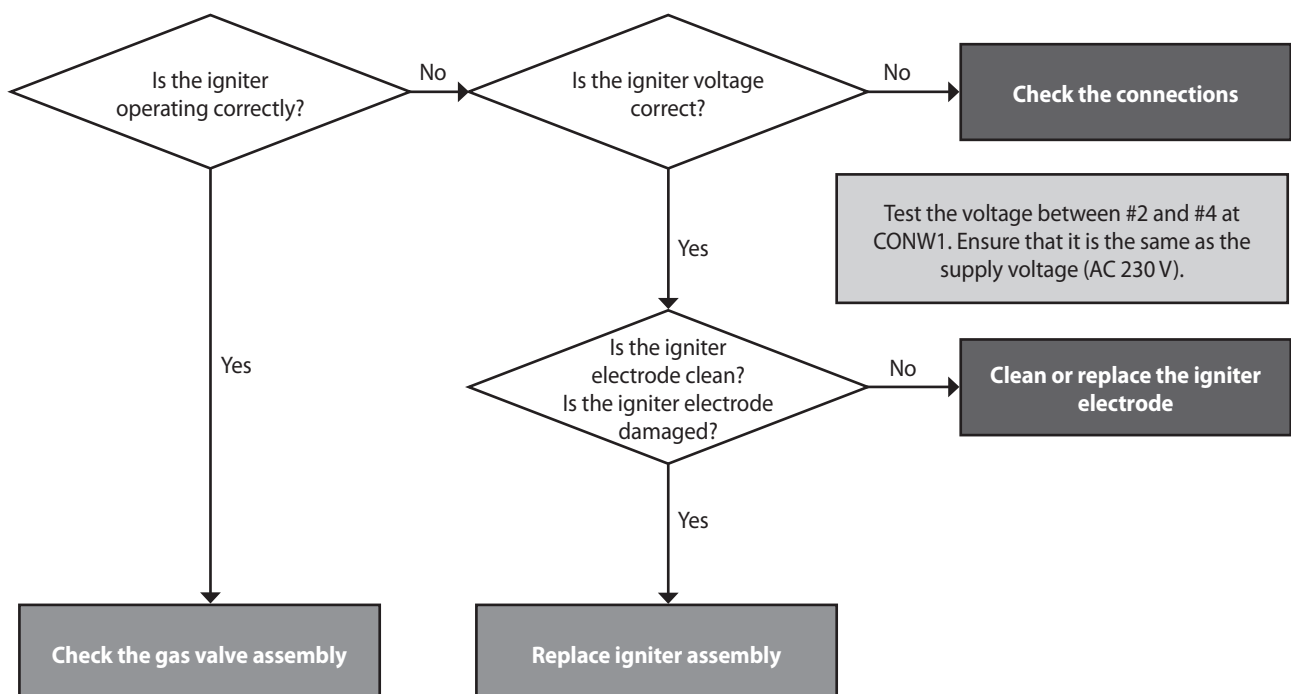 Is the igniter
operating correctly?
No
Is the igniter voltage
correct?
No
Check the connections
Test the voltage between #2 and #4 at
CONW1. Ensure that it is the same as the
supply voltage (AC 230 V).
Yes
Yes
Is the igniter
electrode clean?
Is the igniter electrode
damaged?
No
Clean or replace the igniter
electrode
Yes
Check the gas valve assembly
Replace igniter assembly